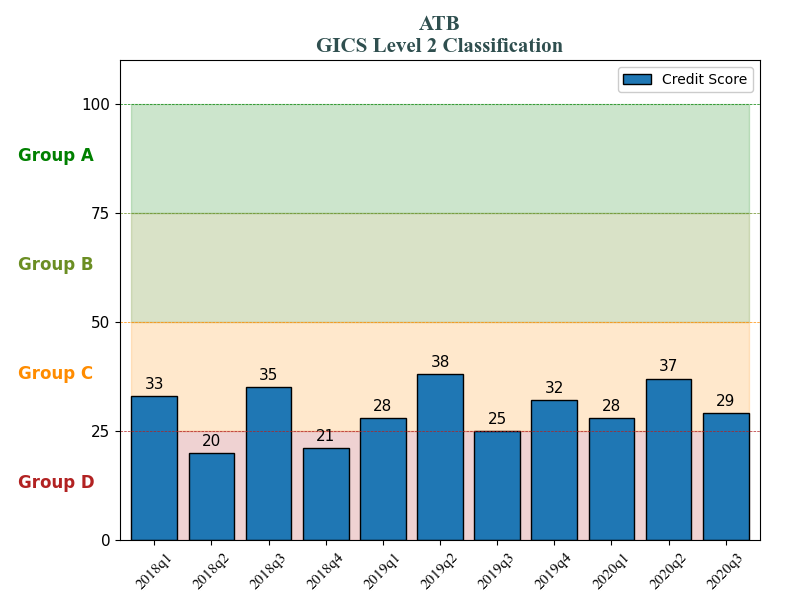 ATB
GICS Level 2 Classification
Credit Score
100
Group A
75
Group B
50
Group C
25
Group D
0
33
20
35
21
28
38
25
32
28
37
29
2018q1
2018q2
2018q3
2018q4
2019q1
2019q2
2019q3
2019q4
2020q1
2020q2
2020q3